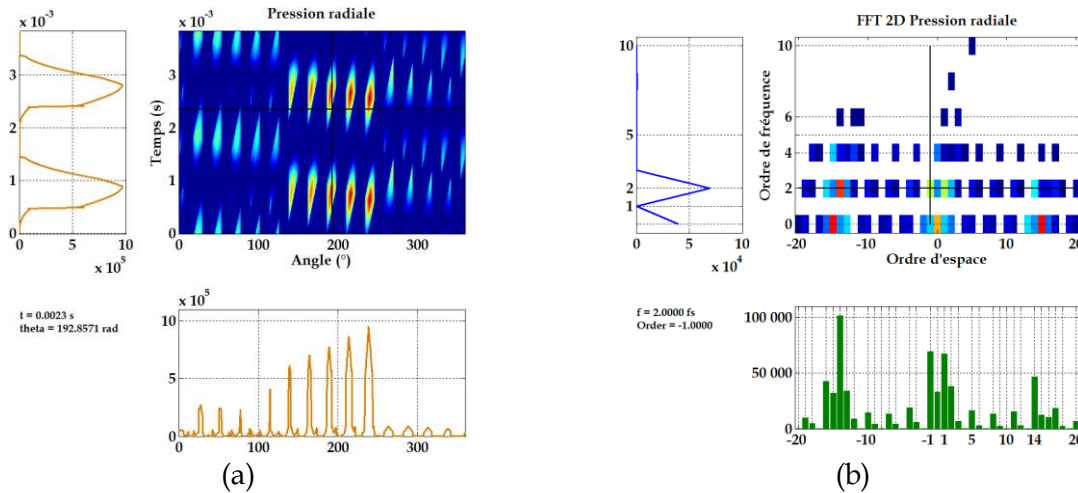 x 10⁻³
3
2
1
0
0
5
10
x 10⁵
x 10⁻³
Pression radiale
Temps (s)
3
2
1
0
0
100
200
300
Angle (°)
t = 0.0023 s
theta = 192.8571 rad
x 10⁵
10
5
0
0
100
200
300
(a)
10
5
2
1
0
5
10
x 10⁴
FFT 2D Pression radiale
Ordre de fréquence
10
6
4
2
0
-20
-10
0
10
20
Ordre d'espace
f = 2.0000 fs
Order = -1.0000
100 000
50 000
0
-20
-10
-1
1
5
10
14
20
(b)